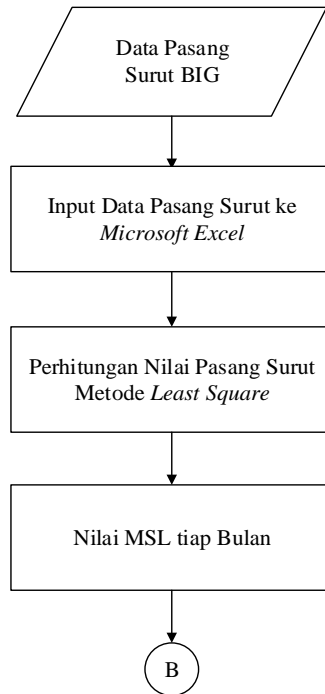 Data Pasang
Surut BIG
Input Data Pasang Surut ke
Microsoft Excel
Perhitungan Nilai Pasang Surut
Metode Least Square
Nilai MSL tiap Bulan
B